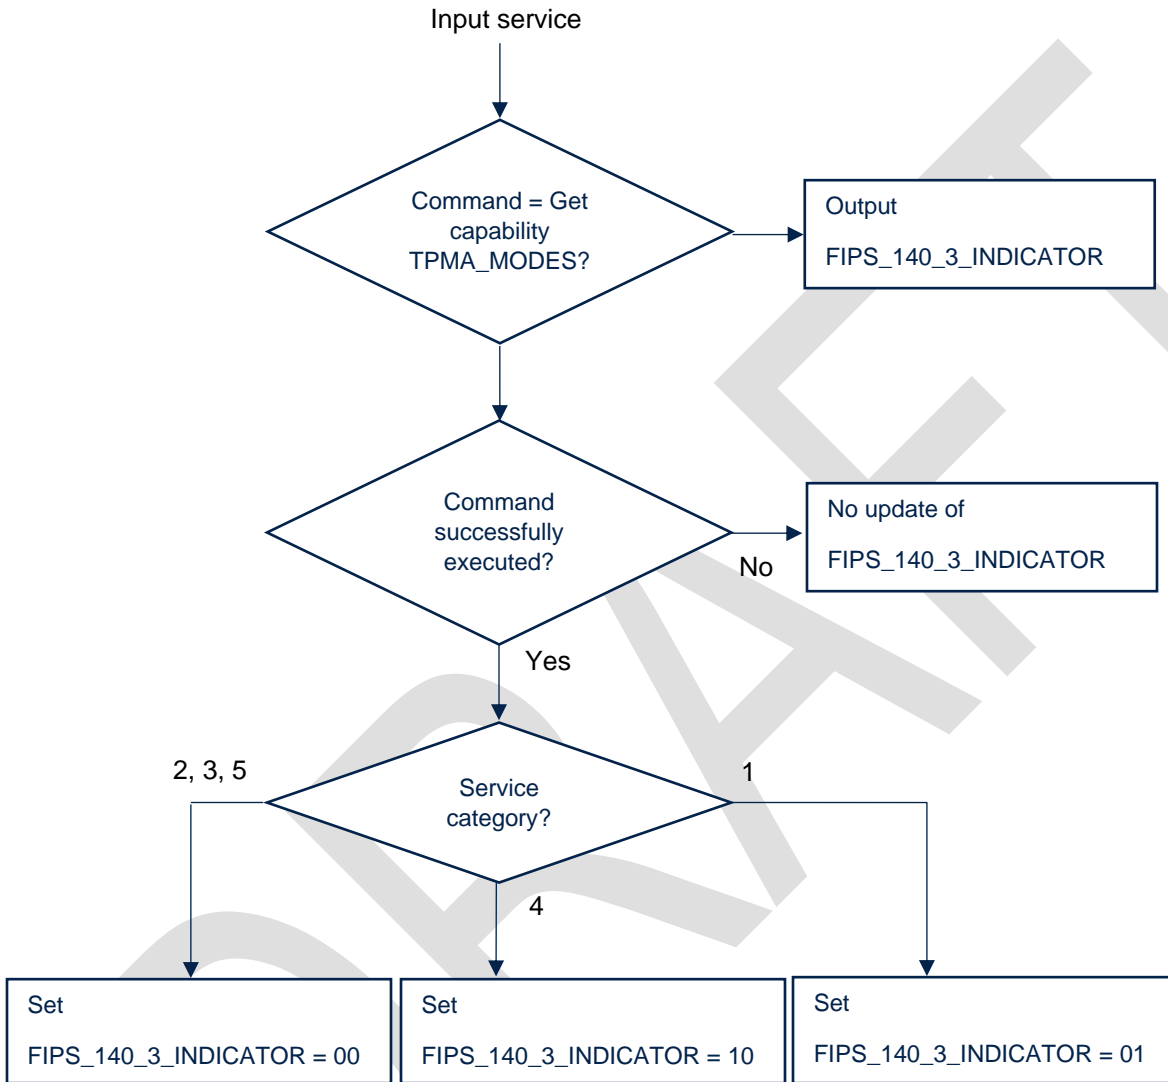 Input service
Command = Get
capability
TPMA_MODES?
Output
FIPS_140_3_INDICATOR
Command
successfully
executed?
No update of
FIPS_140_3_INDICATOR
No
Yes
2, 3, 5
Service
category?
1
4
Set
FIPS_140_3_INDICATOR = 00
Set
FIPS_140_3_INDICATOR = 10
Set
FIPS_140_3_INDICATOR = 01
DRAFT